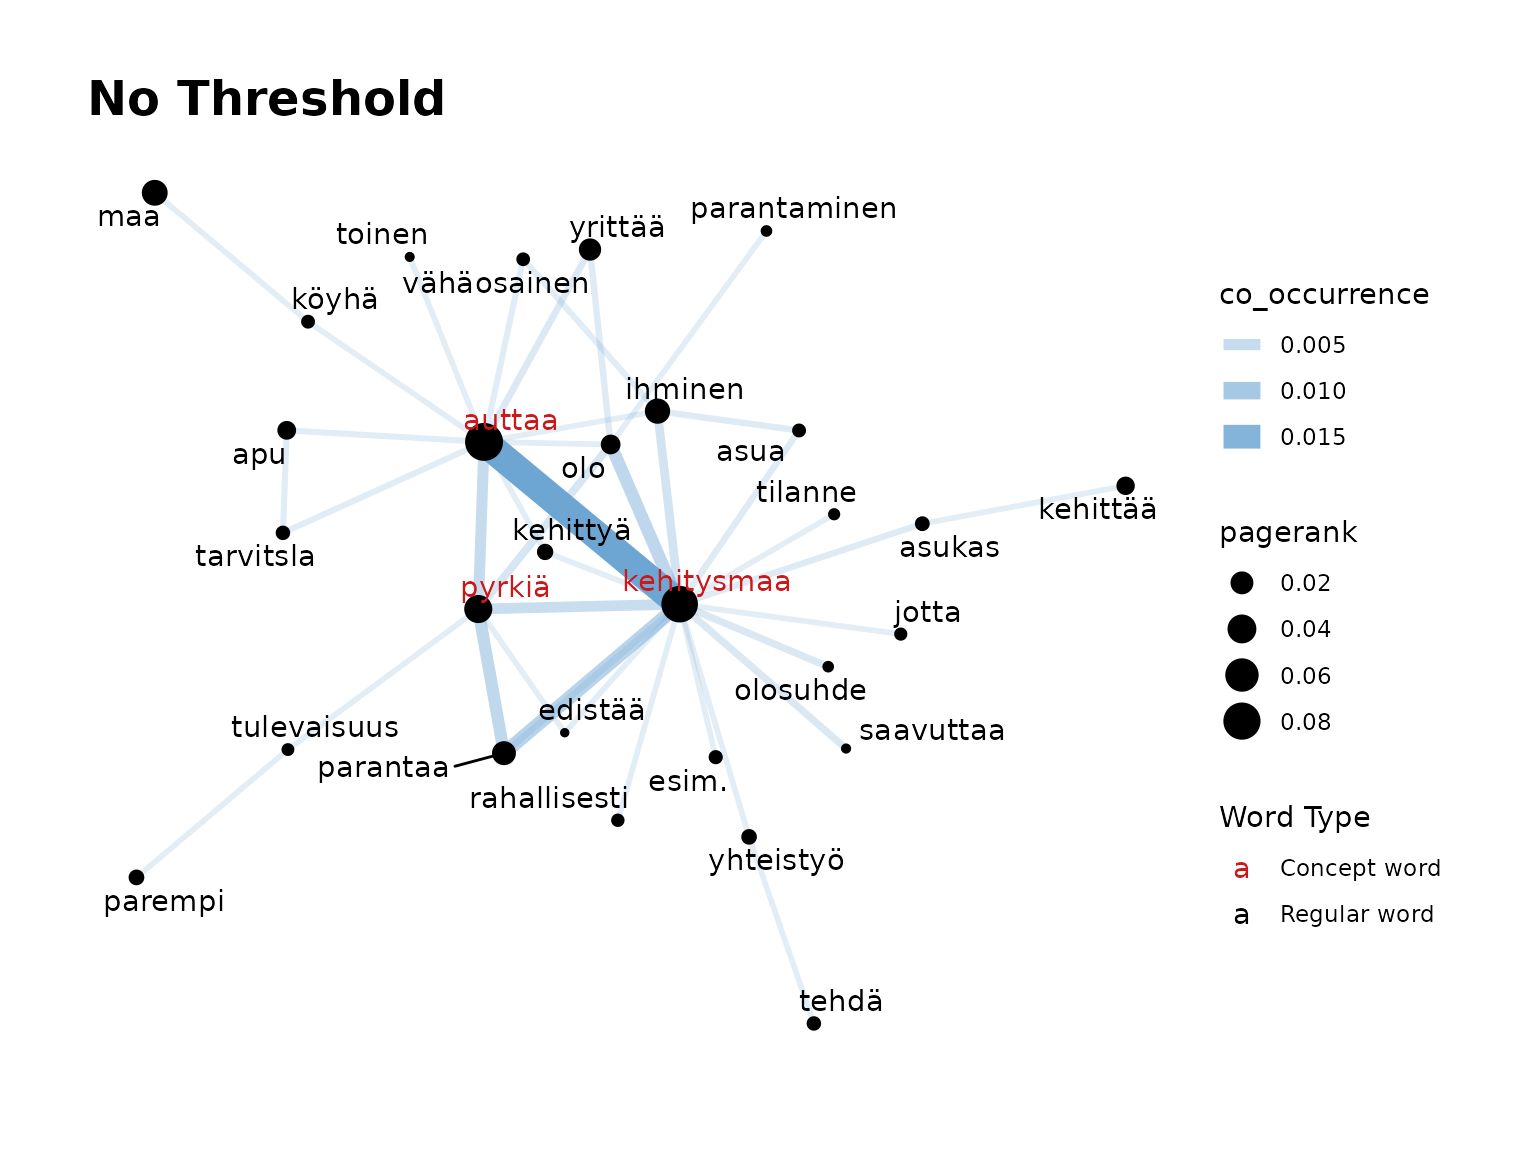 No Threshold
maa
toinen
yrittää
parantaminen
vähäosainen
köyhä
ihminen
auttaa
apu
olo
asua
tilanne
kehittää
kehittyä
asukas
tarvitsla
pyrkiä
kehitysmaa
jotta
olosuhde
edistää
tulevaisuus
saavuttaa
parantaa
esim.
rahallisesti
yhteistyö
parempi
tehdä
co_occurrence
0.005
0.010
0.015
pagerank
0.02
0.04
0.06
0.08
Word Type
a Concept word
a Regular word